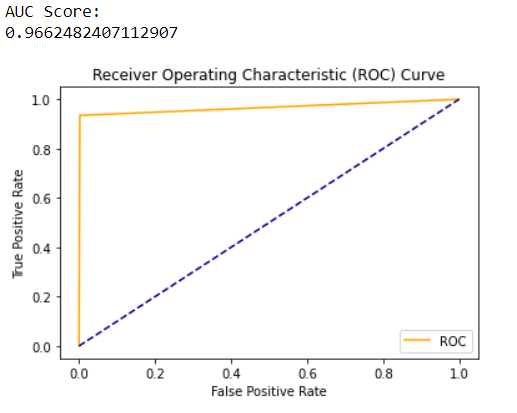 AUC Score:
0.9662482407112907
Receiver Operating Characteristic (ROC) Curve
1.0
0.8
0.6
0.4
0.2
0.0
True Positive Rate
ROC
0.0 0.2 0.4 0.6 0.8 1.0
False Positive Rate